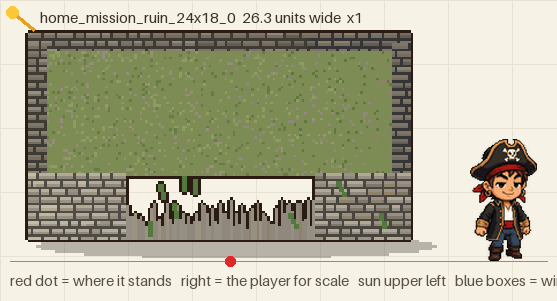 home_mission_ruin_24x18_0 26.3 units wide x1
red dot = where it stands right = the player for scale sun upper left blue boxes =